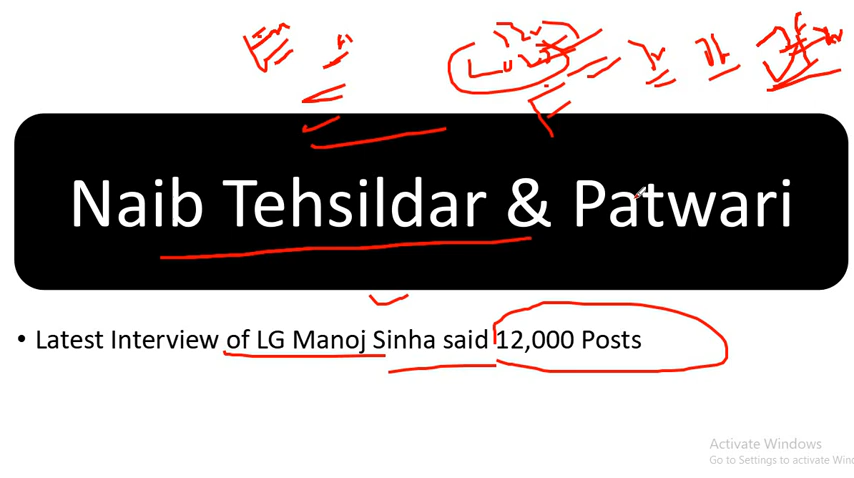 Naib Tehsildar & Patwari
• Latest Interview of LG Manoj Sinha said 12,000 Posts
Activate Windows
Go to Settings to activate Win